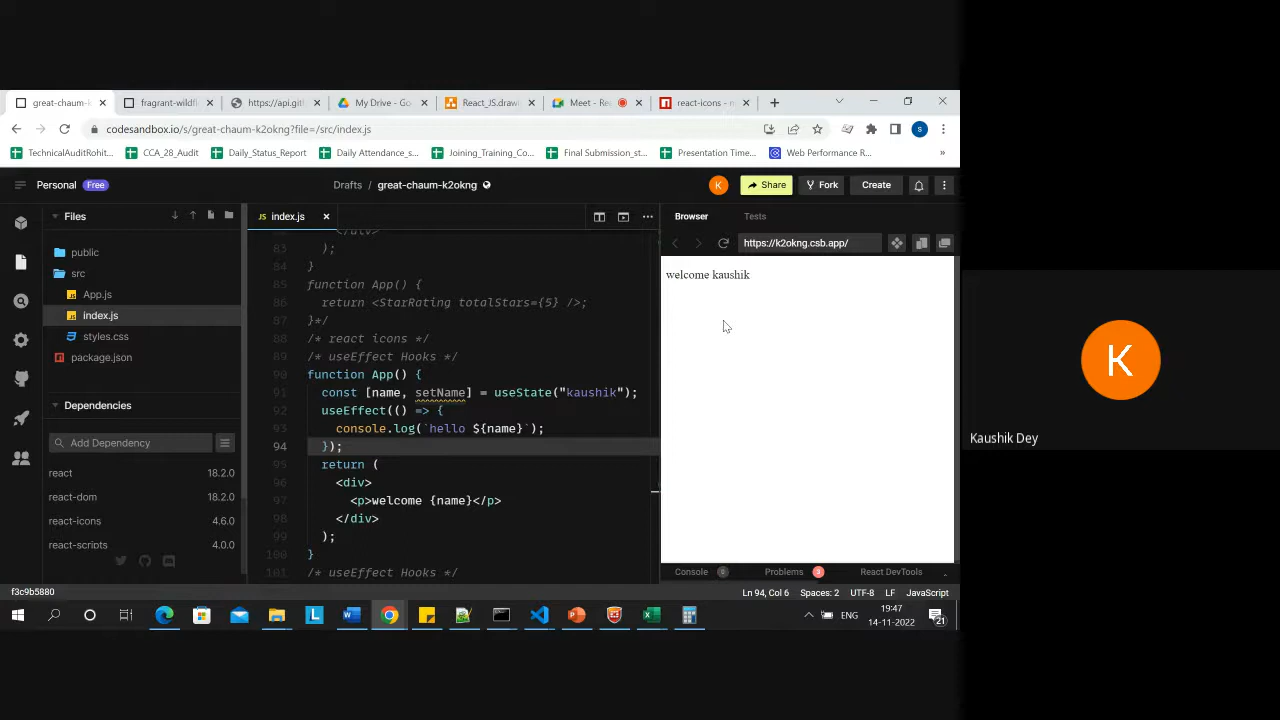 great-chaum-k
fragrant-wildfl
https://api.gitl
My Drive - Go
React_JS.drawi
Meet - Re
react-icons - n
codesandbox.io/s/great-chaum-k2okng?file=/src/index.js
TechnicalAuditRohit...
CCA_28_Audit
Daily_Status_Report
Daily Attendance_s...
Joining_Training_Co...
Final Submission_st...
Presentation Time...
Web Performance R...
»
Personal Free
Drafts / great-chaum-k2okng
K
Share
Fork
Create
Files
index.js
Browser
Tests
https://k2okng.csb.app/
public
src
App.js
index.js
styles.css
package.json
Dependencies
Add Dependency
react 18.2.0
react-dom 18.2.0
react-icons 4.6.0
react-scripts 4.0.0
</div>
83 );
84 }
85 function App() {
86 return <StarRating totalStars={5} />;
87 }*/
88 /* react icons */
89 /* useEffect Hooks */
90 function App() {
91 const [name, setName] = useState("kaushik");
92 useEffect(() => {
93 console.log(`hello ${name}`);
94 });
95 return (
96 <div>
97 <p>welcome {name}</p>
98 </div>
99 );
100 }
101 /* useEffect Hooks */
welcome kaushik
Console 0
Problems 3
React DevTools
f3c9b5880
Ln 94, Col 6
Spaces: 2
UTF-8
LF
JavaScript
ENG
19:47
14-11-2022
21
K
Kaushik Dey